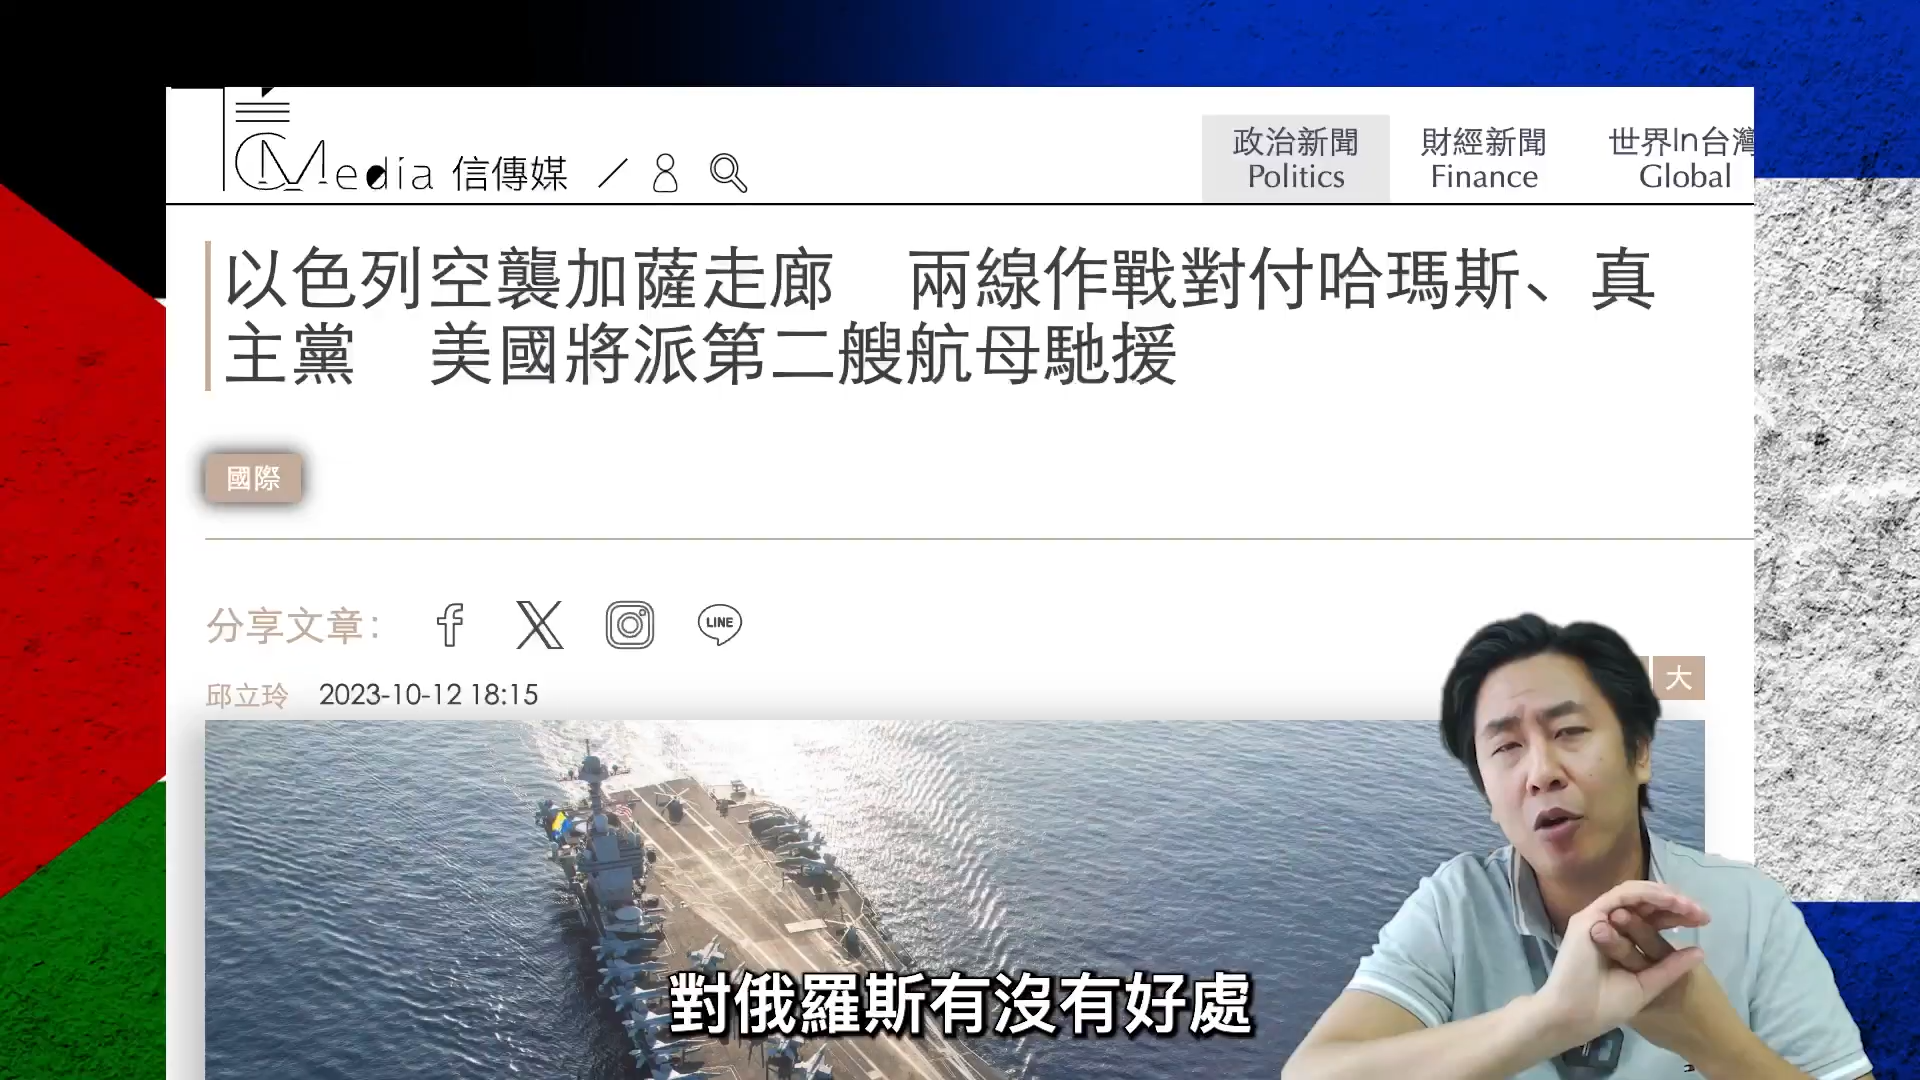 CMedia 信傳媒
政治新聞
Politics
財經新聞
Finance
世界In台灣
Global
以色列空襲加薩走廊 兩線作戰對付哈瑪斯、真
主黨 美國將派第二艘航母馳援
國際
分享文章:
LINE
邱立玲 2023-10-12 18:15
大
對俄羅斯有沒有好處